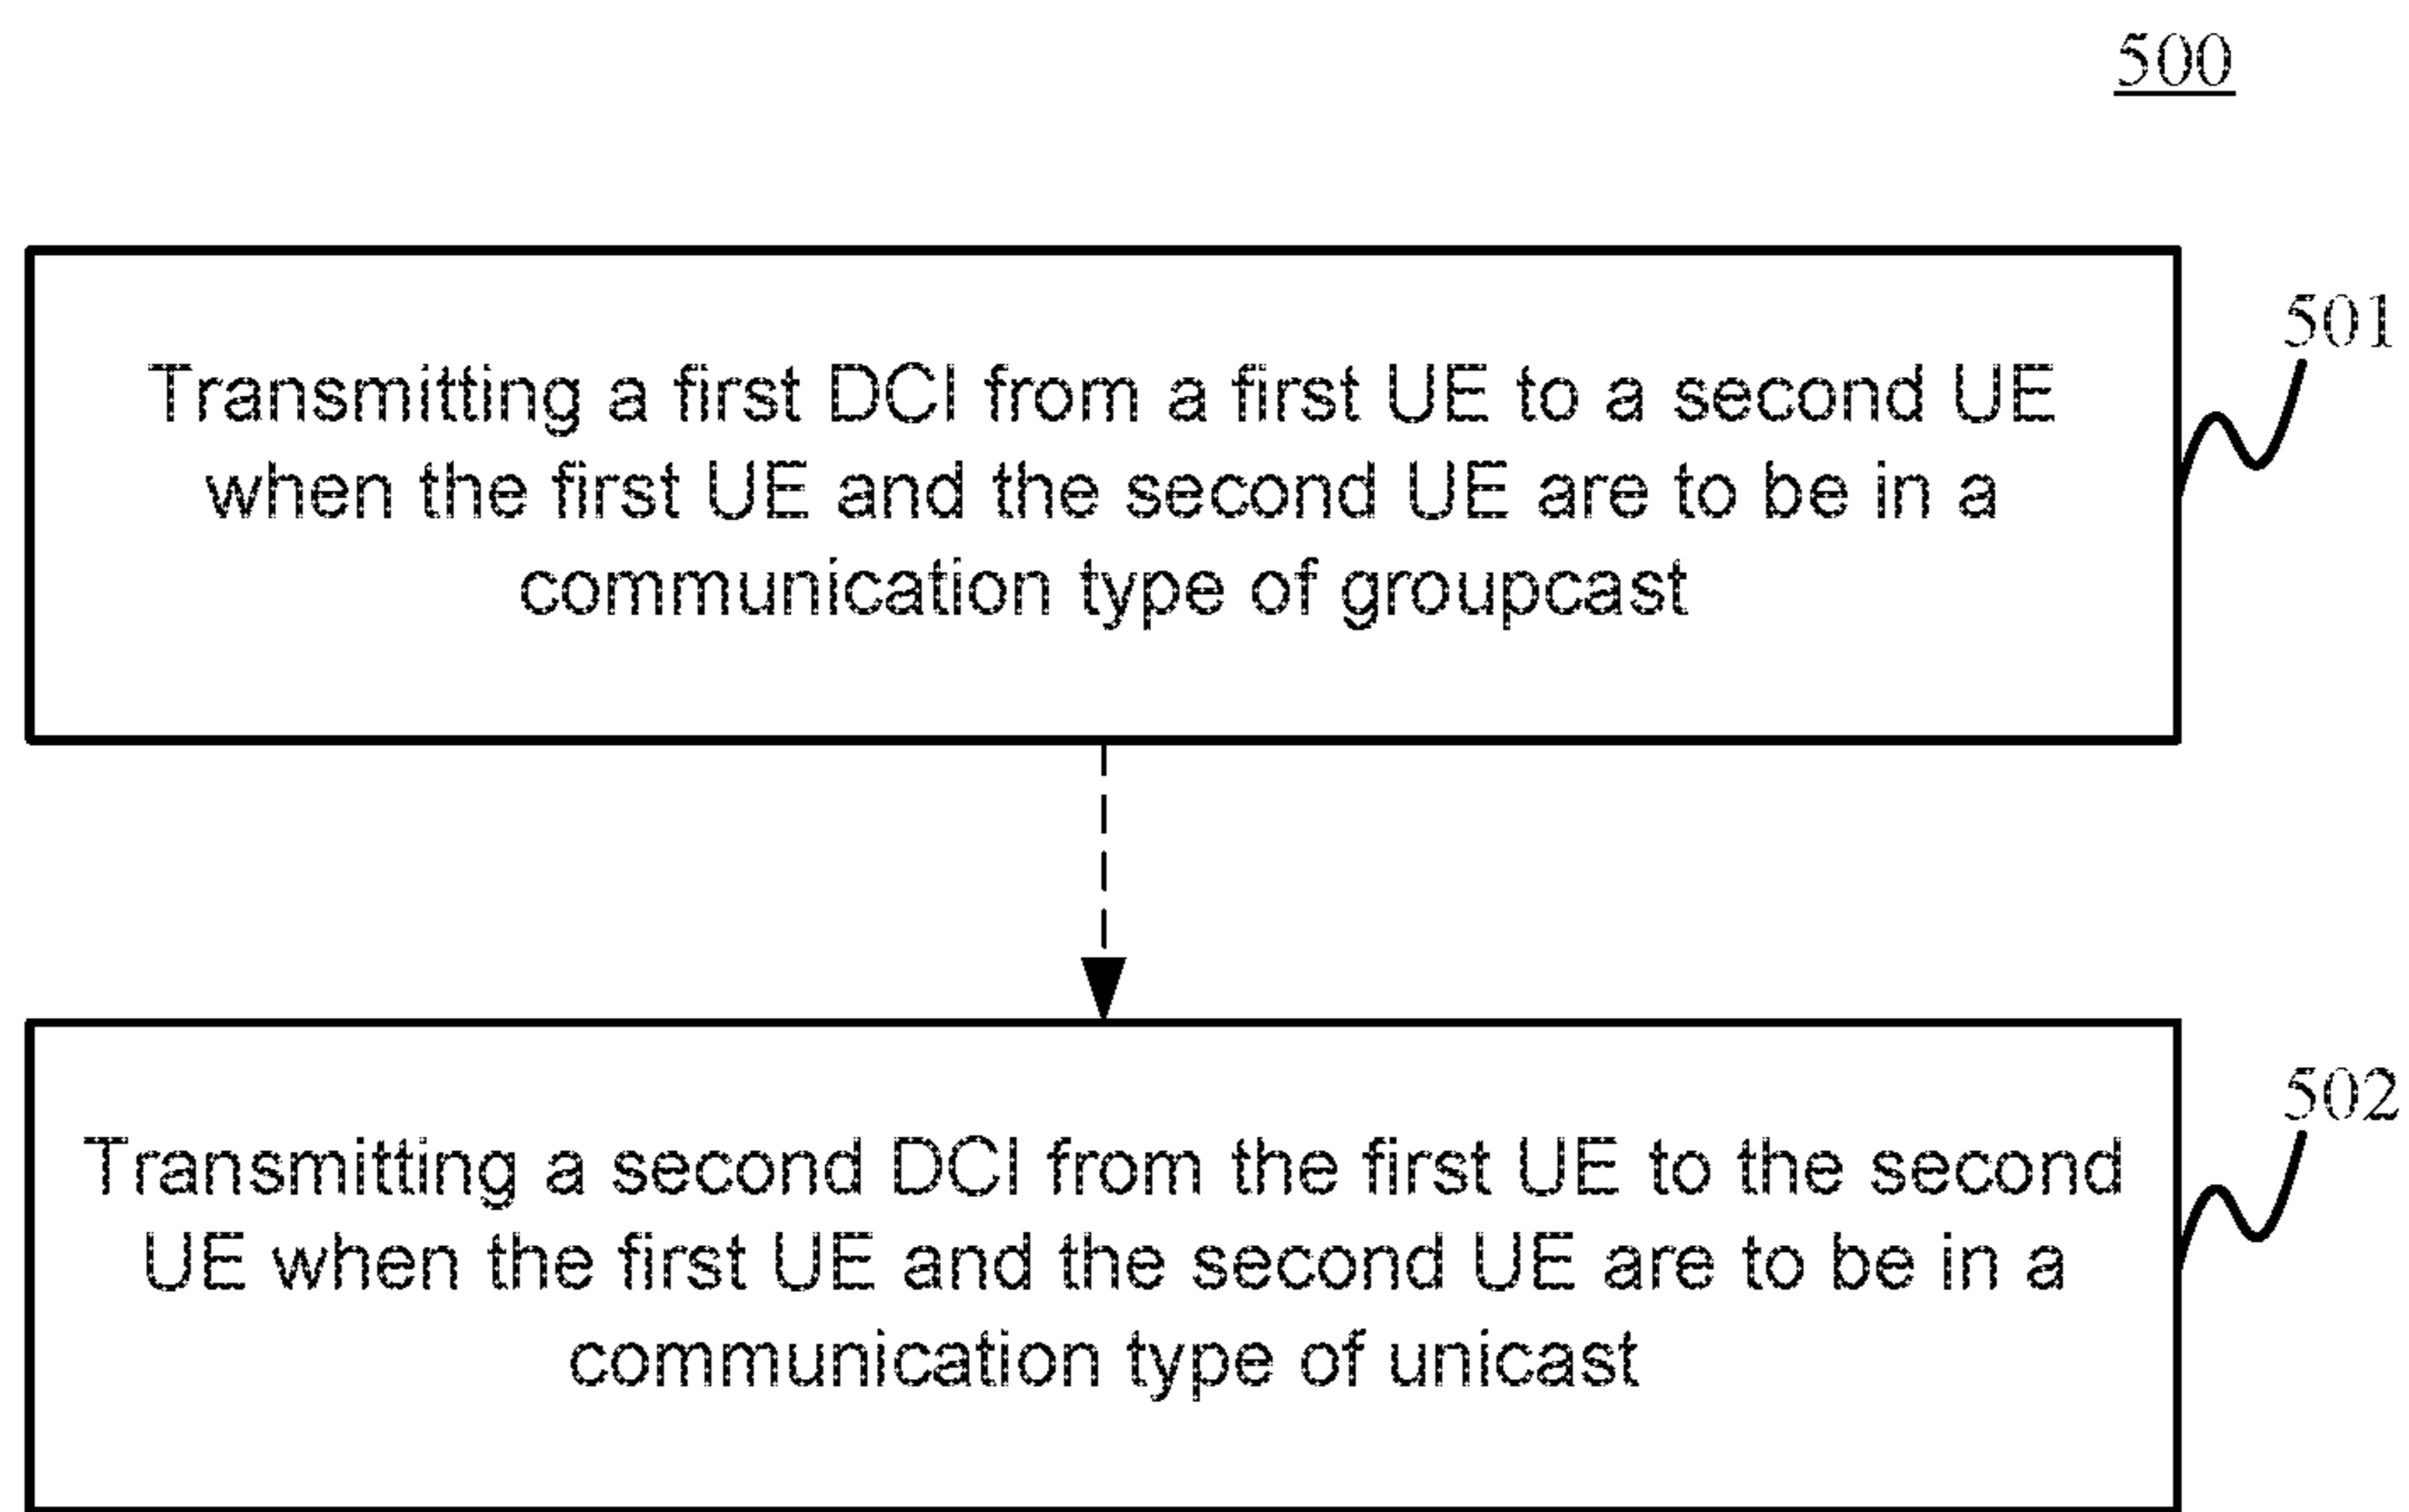 500
501
Transmitting a first DCI from a first UE to a second UE
when the first UE and the second UE are to be in a
communication type of groupcast
502
Transmitting a second DCI from the first UE to the second
UE when the first UE and the second UE are to be in a
communication type of unicast